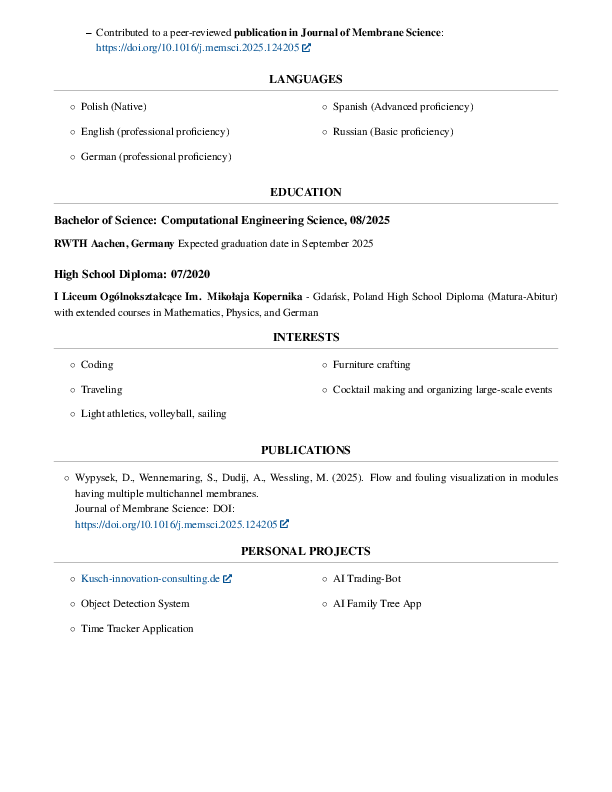 – Contributed to a peer-reviewed publication in Journal of Membrane Science:
https://doi.org/10.1016/j.memsci.2025.124205
LANGUAGES
○ Polish (Native)
○ English (professional proficiency)
○ German (professional proficiency)
○ Spanish (Advanced proficiency)
○ Russian (Basic proficiency)
EDUCATION
Bachelor of Science: Computational Engineering Science, 08/2025
RWTH Aachen, Germany Expected graduation date in September 2025
High School Diploma: 07/2020
I Liceum Ogólnokształcące Im. Mikołaja Kopernika - Gdańsk, Poland High School Diploma (Matura-Abitur)
with extended courses in Mathematics, Physics, and German
INTERESTS
○ Coding
○ Traveling
○ Light athletics, volleyball, sailing
○ Furniture crafting
○ Cocktail making and organizing large-scale events
PUBLICATIONS
○ Wypysek, D., Wennemaring, S., Dudij, A., Wessling, M. (2025). Flow and fouling visualization in modules
having multiple multichannel membranes.
Journal of Membrane Science: DOI:
https://doi.org/10.1016/j.memsci.2025.124205
PERSONAL PROJECTS
○ Kusch-innovation-consulting.de
○ Object Detection System
○ Time Tracker Application
○ AI Trading-Bot
○ AI Family Tree App